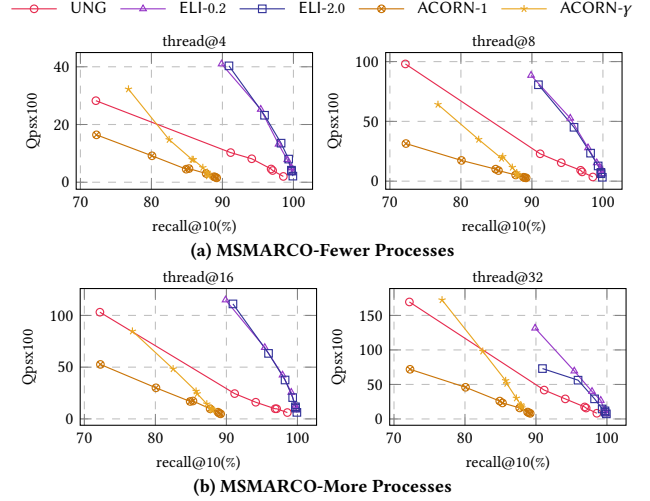 UNG ELI-0.2 ELI-2.0 ACORN-1 ACORN-γ
thread@4 thread@8
Qpsx100 Qpsx100
40 20 0
100 50 0
70 80 90 100 70 80 90 100
recall@10(%) recall@10(%)
(a) MSMARCO-Fewer Processes
thread@16 thread@32
Qpsx100 Qpsx100
100 50 0
150 100 50 0
70 80 90 100 70 80 90 100
recall@10(%) recall@10(%)
(b) MSMARCO-More Processes